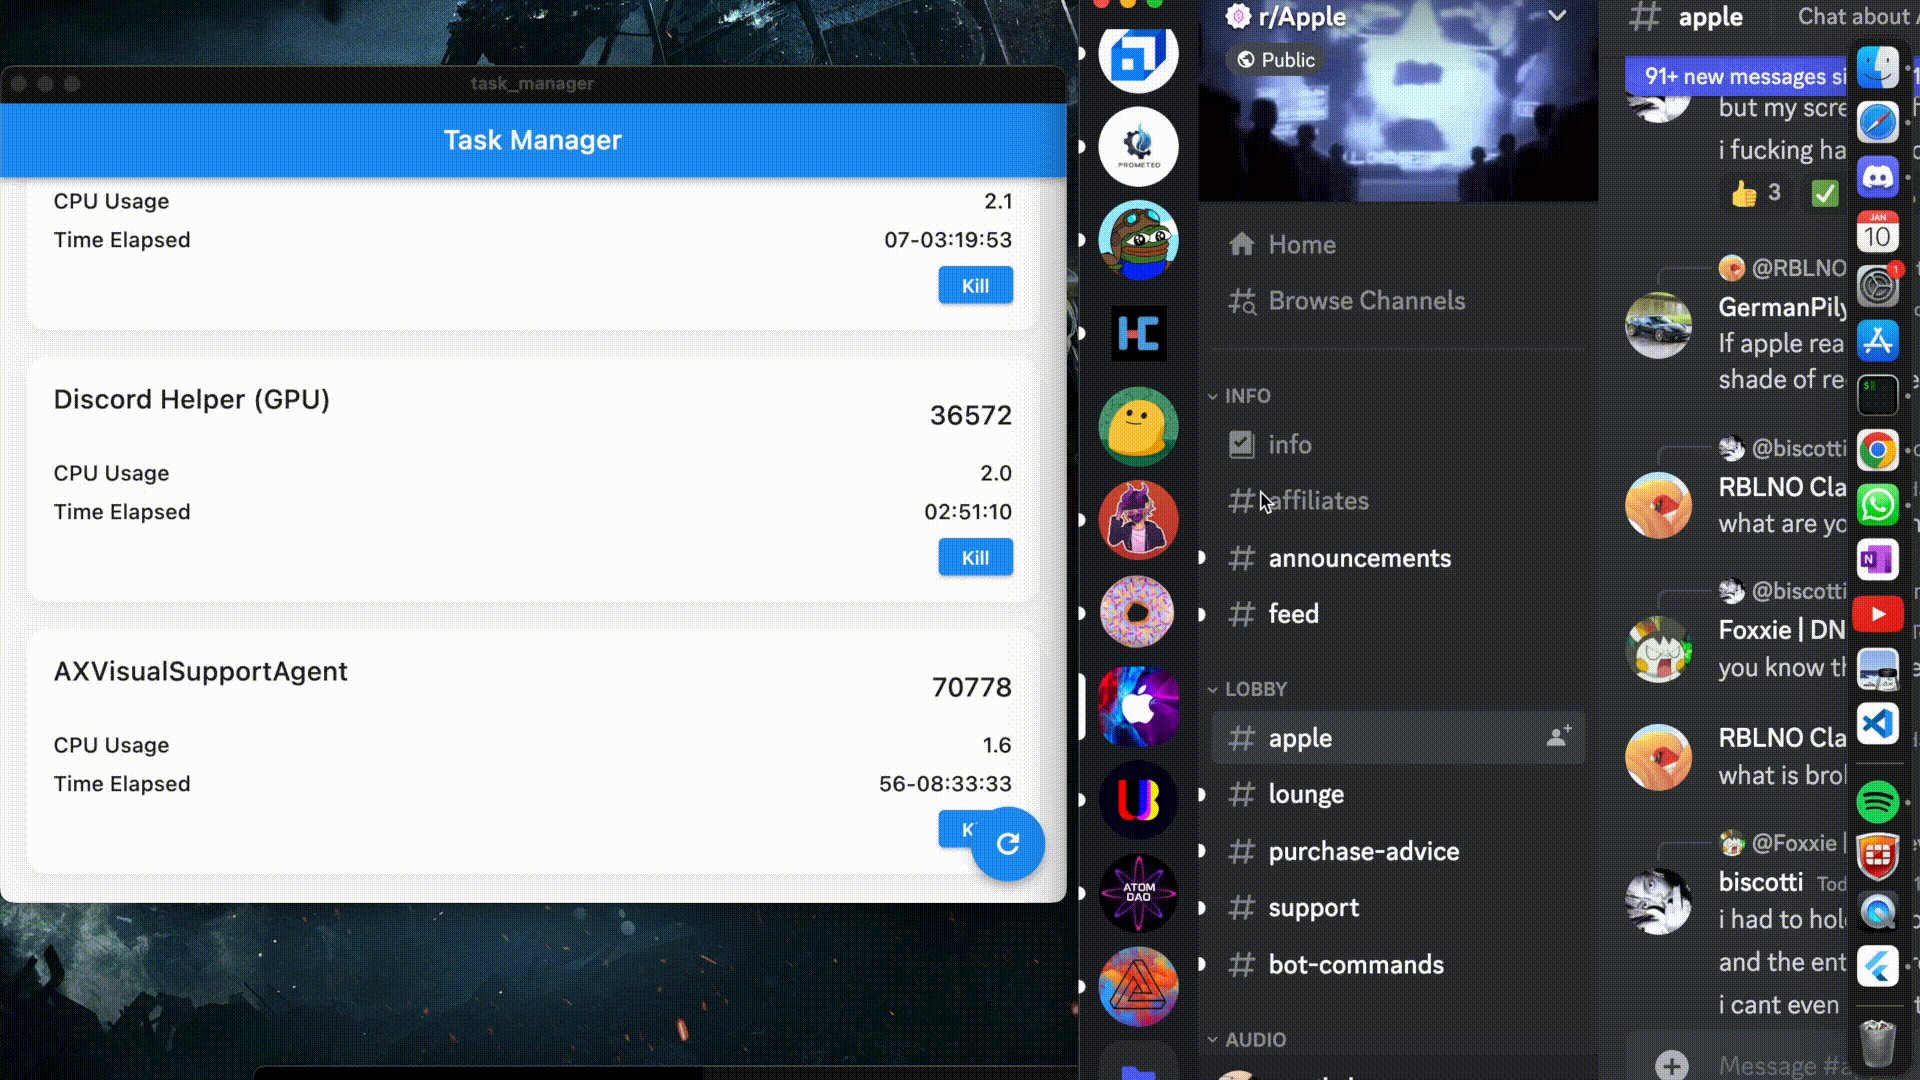 task_manager
Task Manager
CPU Usage 2.1
Time Elapsed 07-03:19:53
Kill
Discord Helper (GPU)
36572
CPU Usage 2.0
Time Elapsed 02:51:10
Kill
AXVisualSupportAgent
70778
CPU Usage 1.6
Time Elapsed 56-08:33:33
K
PROMETEO
HC
UB
ATOM
DAO
r/Apple
Public
Home
Browse Channels
INFO
info
affiliates
announcements
feed
LOBBY
apple
lounge
purchase-advice
support
bot-commands
AUDIO
# apple Chat about
91+ new messages si
but my scre
i fucking ha
3
@RBLNO
GermanPily
If apple rea
shade of re
@biscotti
RBLNO Cla
what are yo
@biscotti
Foxxie | DN
you know th
RBLNO Cla
what is bro
@Foxxie |
biscotti Tod
i had to hol
and the ent
i cant even
Message #a
JAN
10
1
$
N